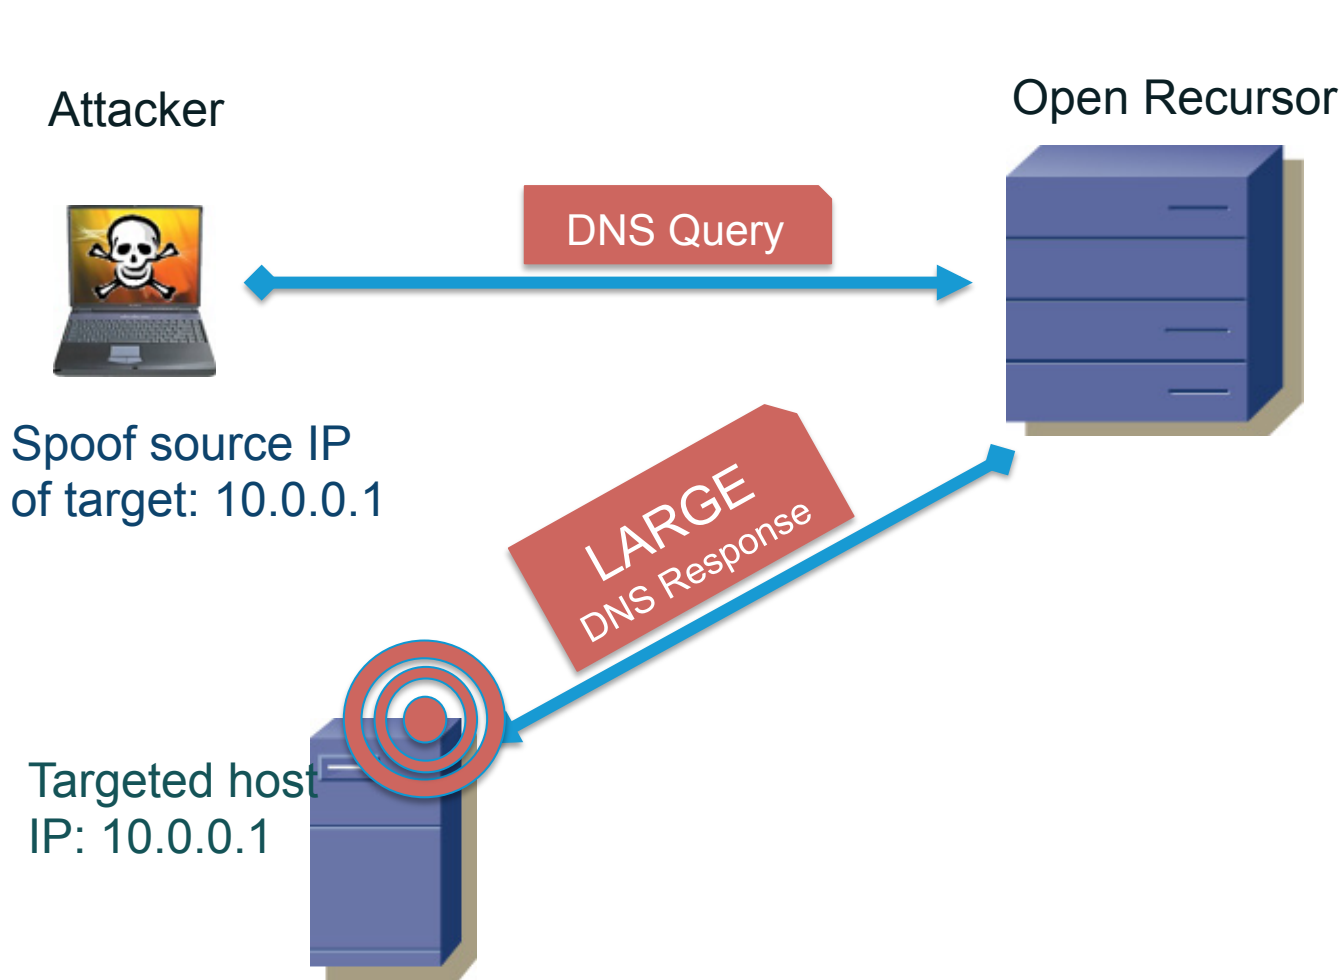 Attacker
Open Recursor
DNS Query
Spoof source IP
of target: 10.0.0.1
LARGE
DNS Response
Targeted host
IP: 10.0.0.1